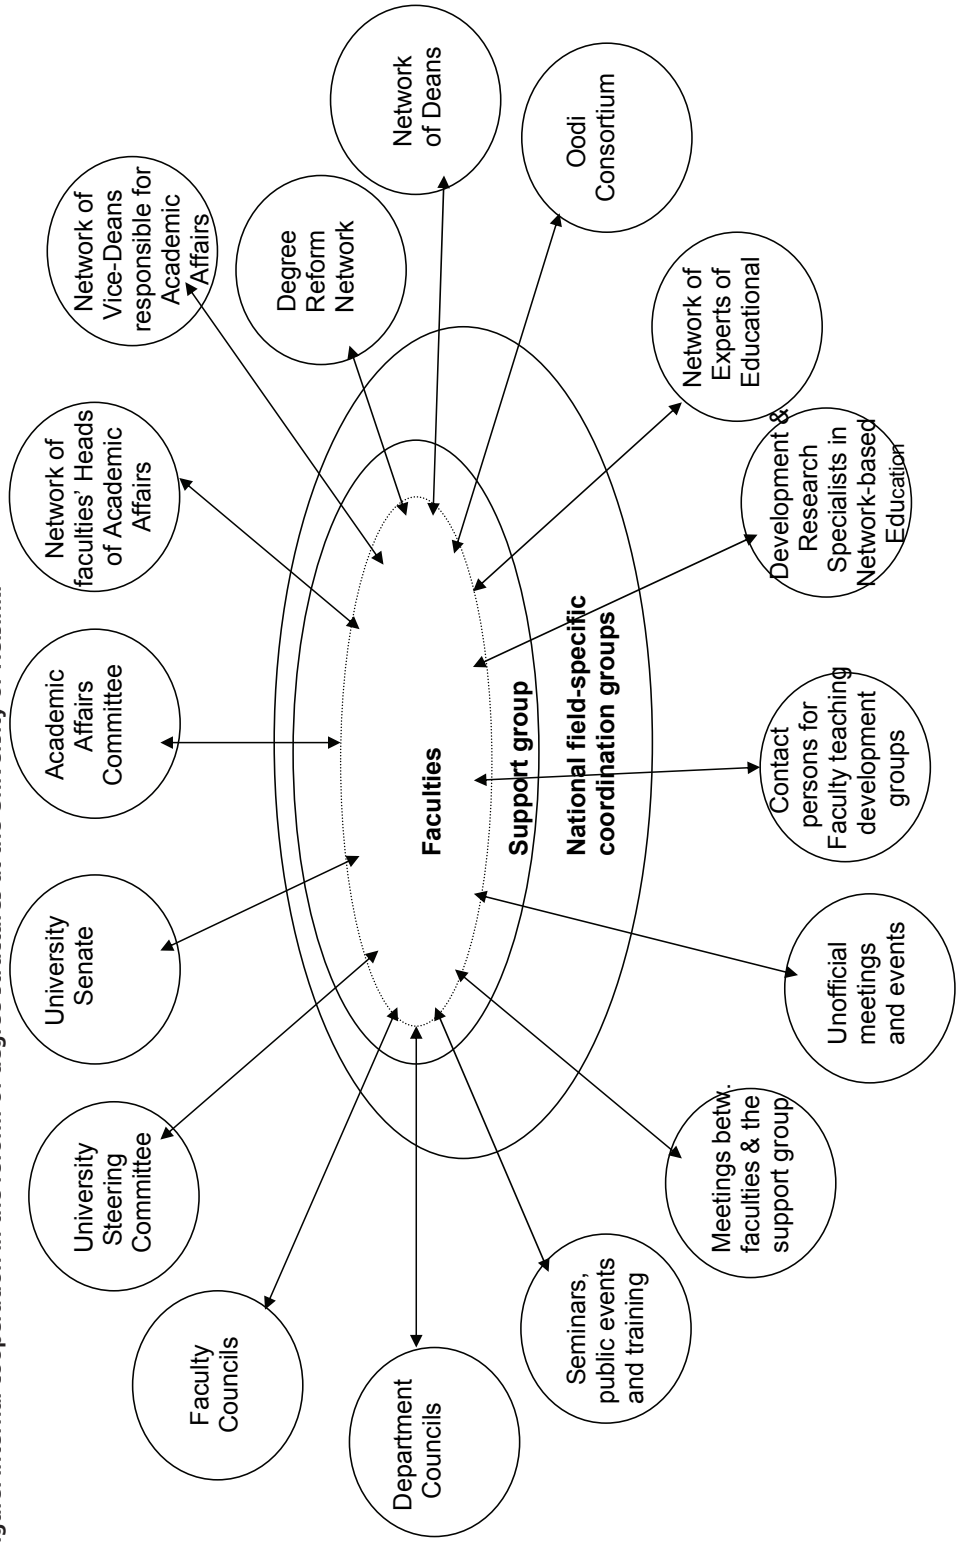 University
Steering
Committee
University
Senate
Academic
Affairs
Committee
Network of
faculties' Heads
of Academic
Affairs
Network of
Vice-Deans
responsible for
Academic
Affairs
Faculty
Councils
Degree
Reform
Network
Department
Councils
Network
of Deans
Faculties
Support group
National field-specific
coordination groups
Oodi
Consortium
Seminars,
public events
and training
Network of
Experts of
Educational
Meetings betw.
faculties & the
support group
Development &
Research
Specialists in
Network-based
Education
Contact
persons for
Faculty teaching
development
groups
Unofficial
meetings
and events